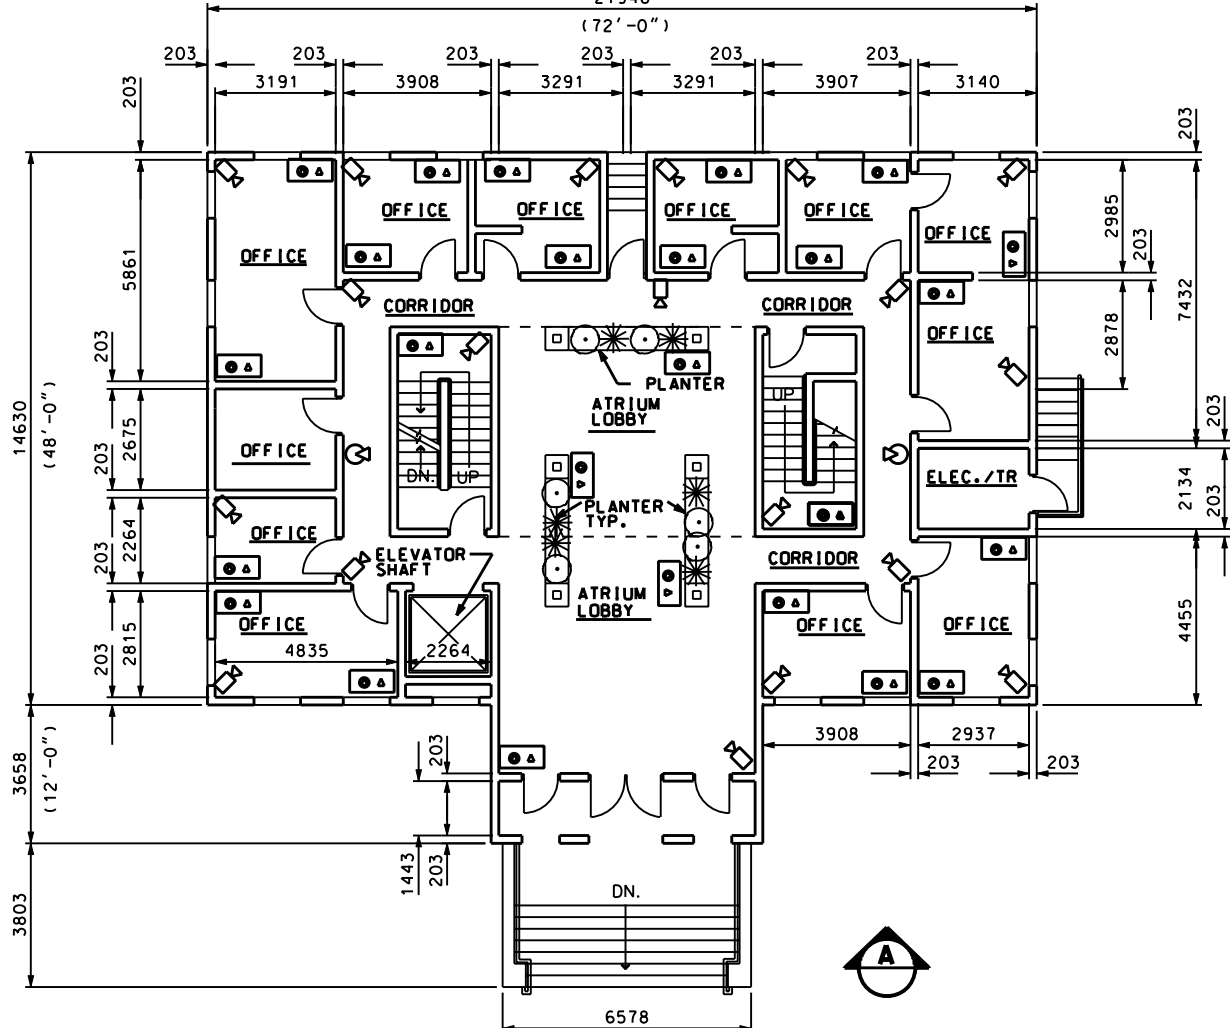 (72'-0")
203 203 203 203 203 203
3191 3908 3291 3291 3907 3140
203
203
OFFICE
OFFICE
OFFICE
OFFICE
OFFICE
OFFICE
5861
2985
203
7432
CORRIDOR
CORRIDOR
OFFICE
2878
203
PLANTER
ATRIUM
LOBBY
UP
14630
(48'-0")
203
2675
203
OFFICE
DN. UP
ELEC./TR
2134
203
PLANTER
TYP.
OFFICE
2264
203
ELEVATOR
SHAFT
CORRIDOR
ATRIUM
LOBBY
OFFICE
OFFICE
OFFICE
4455
2815
203
4835
2264
3908
2937
203
203
3658
(12'-0")
203
1443
203
3803
DN.
A
6578